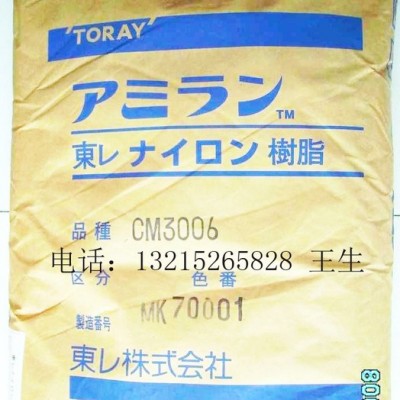 'TORAY'
アミラン™
東レ ナイロン 樹脂
品種 CM3006
电话: 13215265828 王生
区分 色番
MK70001
製造番号
東レ株式会社